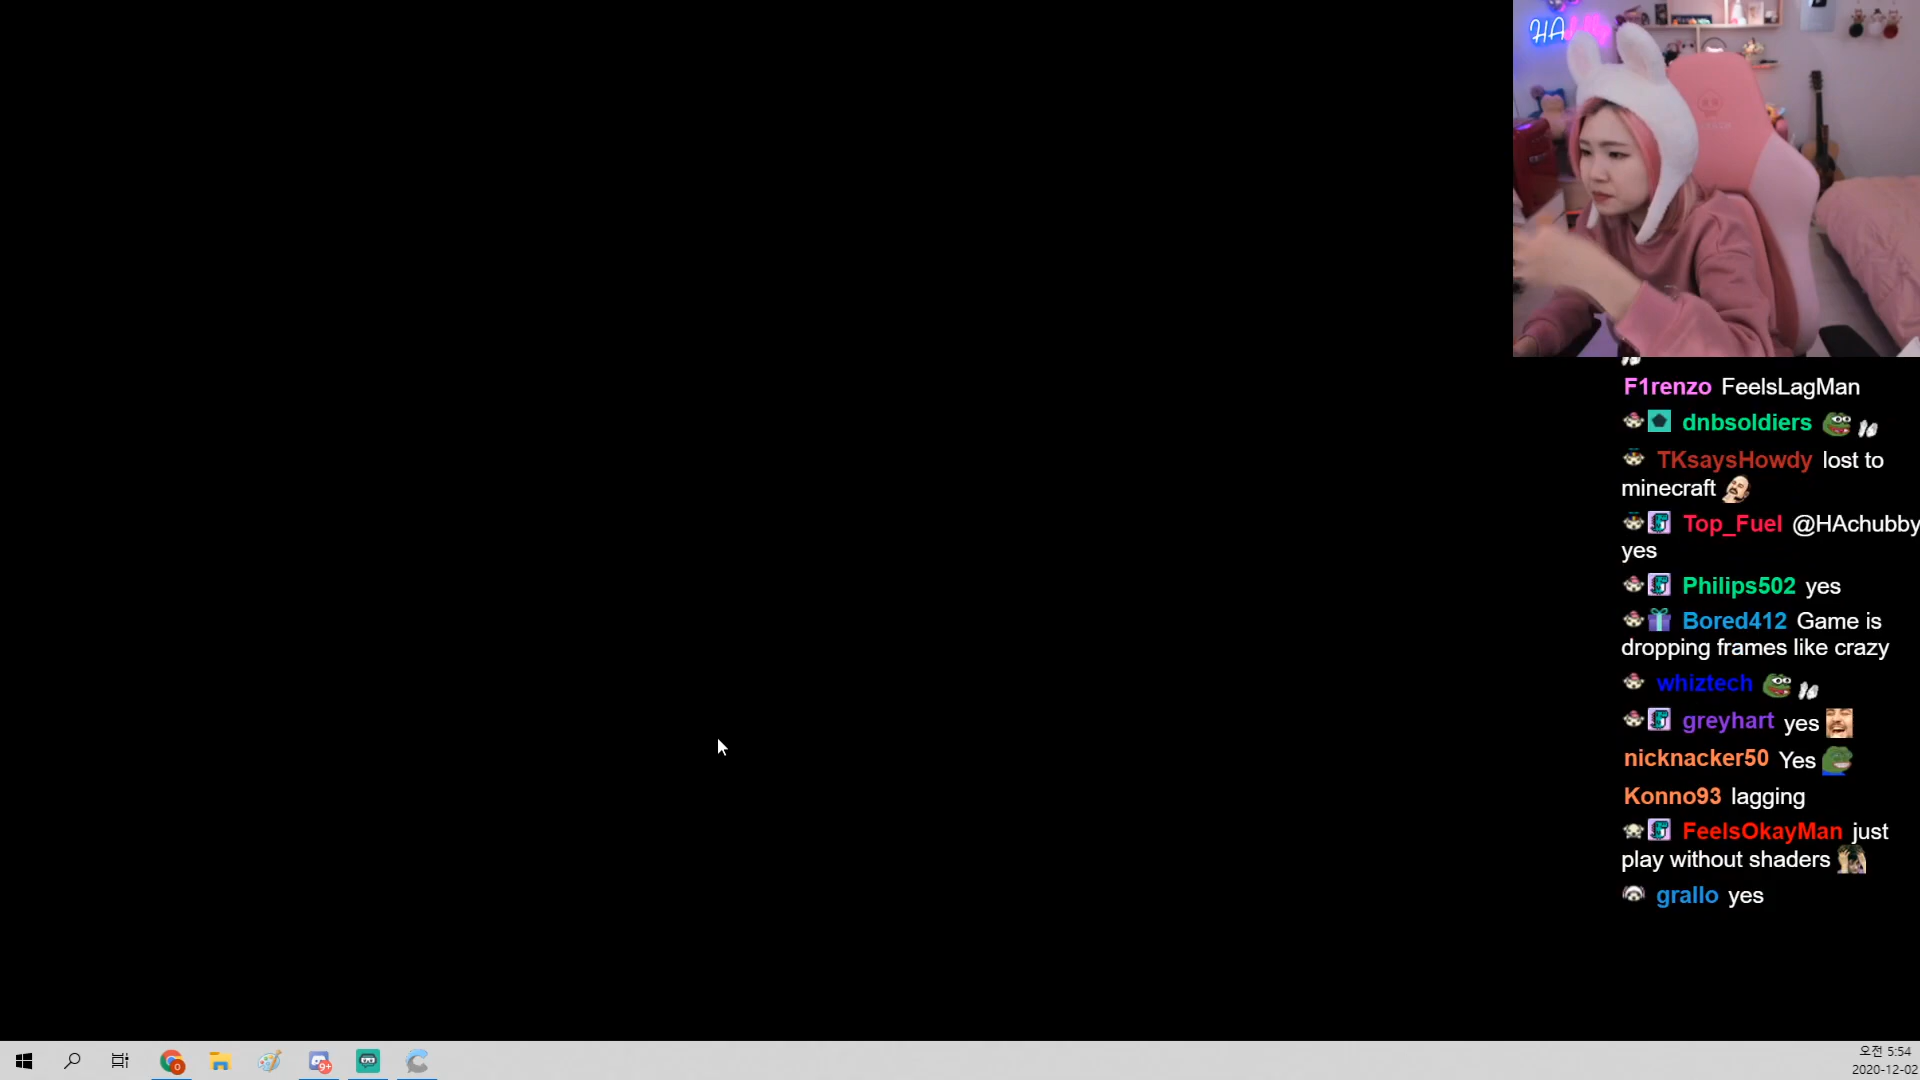 HAchubby
F1renzo FeelsLagMan
dnbsoldiers
TKsaysHowdy lost to
minecraft
Top_Fuel @HAchubby
yes
Philips502 yes
Bored412 Game is
dropping frames like crazy
whiztech
greyhart yes
nicknacker50 Yes
Konno93 lagging
FeelsOkayMan just
play without shaders
grallo yes
9+
오전 5:54
2020-12-02